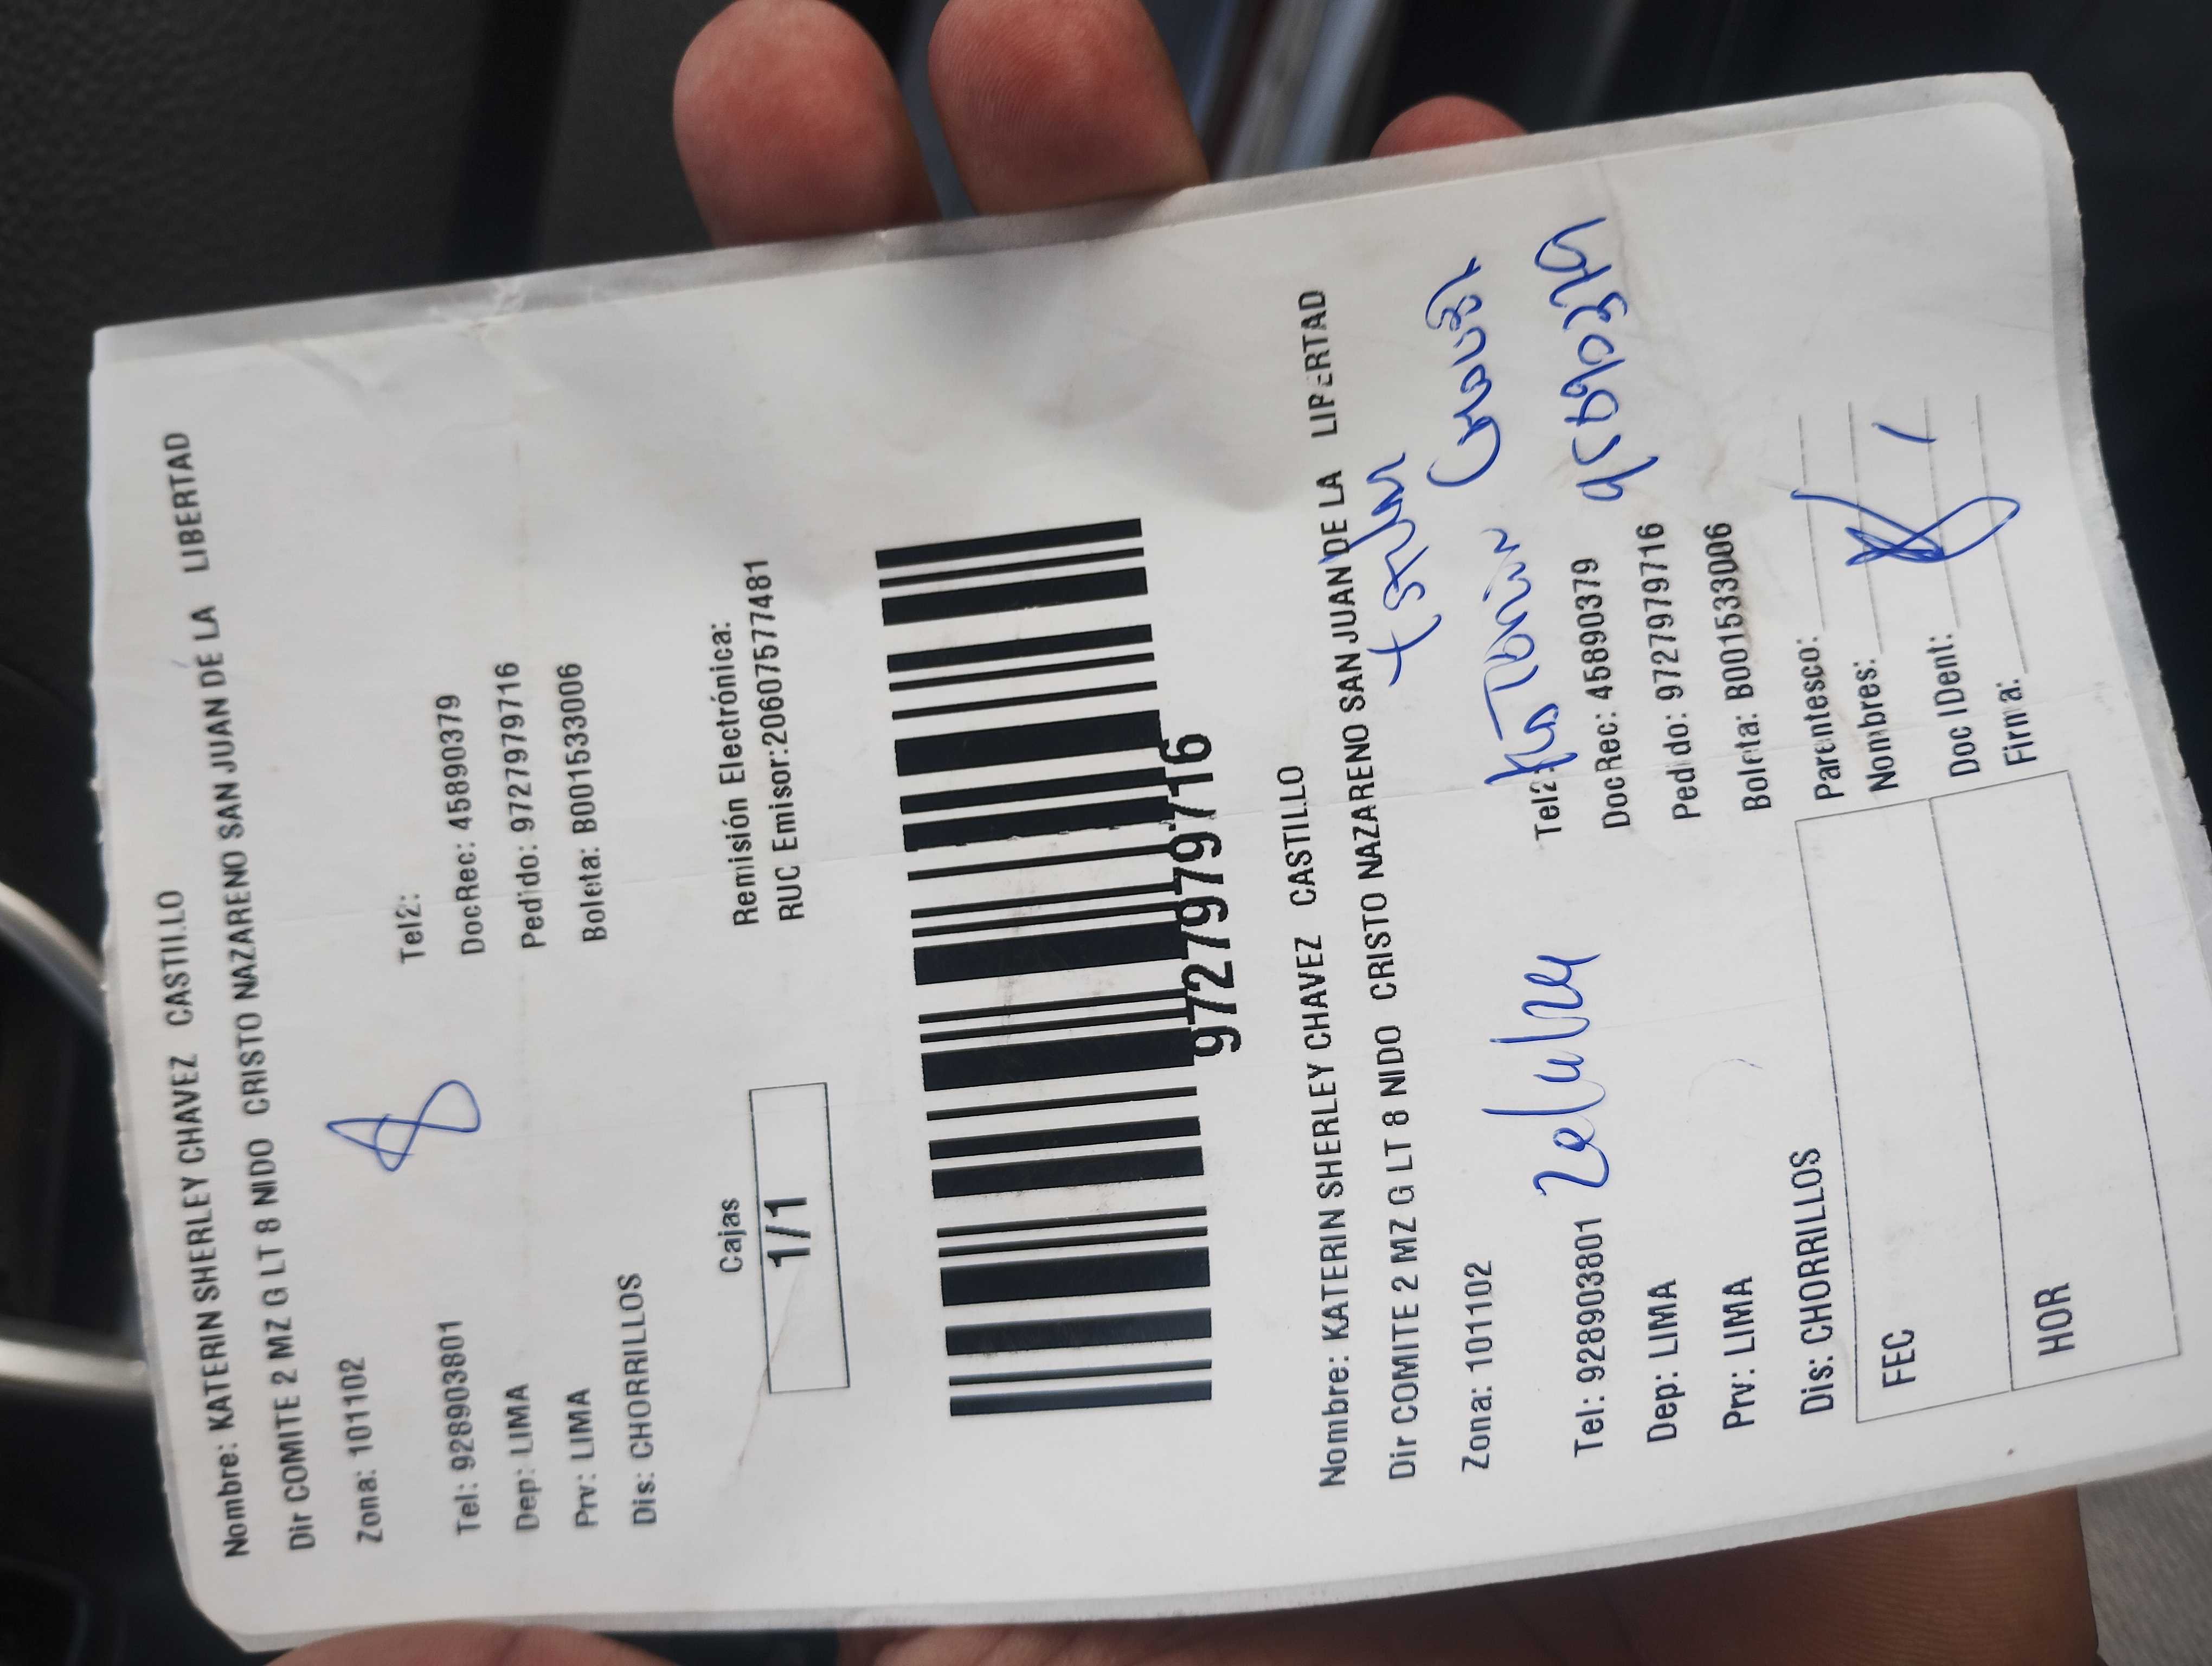 Nombre: KATERIN SHERLEY CHAVEZ CASTILLO
Dir COMITE 2 MZ G LT 8 NIDO CRISTO NAZARENO SAN JUAN DE LA LIBERTAD
Zona: 101102
Tel: 928903801 Tel2:
Dep: LIMA DocRec: 45890379
Prv: LIMA Pedido: 972797971​6
Dis: CHORRILLOS Boleta: B001533006
Cajas Remisión Electrónica:
1/1 RUC Emisor:20607577481
9727979716
Nombre: KATERIN SHERLEY CHAVEZ CASTILLO
Dir COMITE 2 MZ G LT 8 NIDO CRISTO NAZARENO SAN JUAN DE LA LIBERTAD
Zona: 101102
Tel: 928903801 Tel2:
Dep: LIMA DocRec: 45890379
Prv: LIMA Pedido: 9727979716
Dis: CHORRILLOS Boleta: B001533006
FEC Parentesco:
Nombres:
HOR Doc IDent:
Firma: